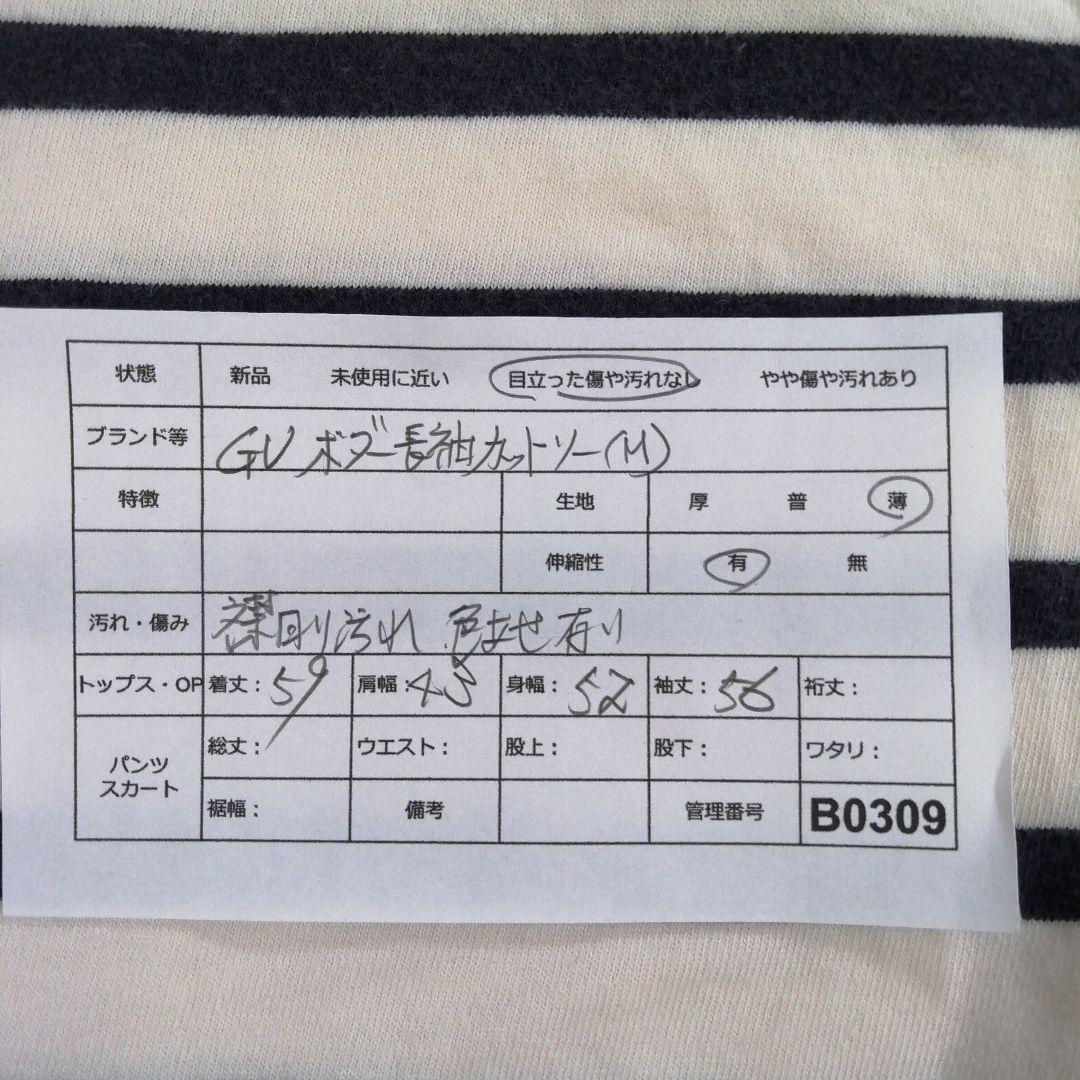 状態 新品 未使用に近い 目立った傷や汚れなし やや傷や汚れあり
ブランド等 GU ボーダー長袖カットソー(M)
特徴 生地 厚 普 薄
伸縮性 有 無
汚れ・傷み 襟回り汚れ 色あせ有い
トップス・OP 着丈: 59 肩幅: 45 身幅: 52 袖丈: 56 裄丈:
パンツ スカート 総丈: ウエスト: 股上: 股下: ワタリ:
裾幅: 備考 管理番号 B0309